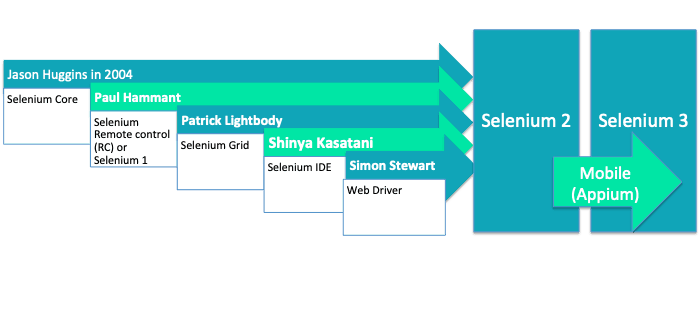 Jason Huggins in 2004
Selenium Core
Paul Hammant
Selenium
Remote control
(RC) or
Selenium 1
Patrick Lightbody
Selenium Grid
Shinya Kasatani
Selenium IDE
Simon Stewart
Web Driver
Selenium 2
Selenium 3
Mobile
(Appium)